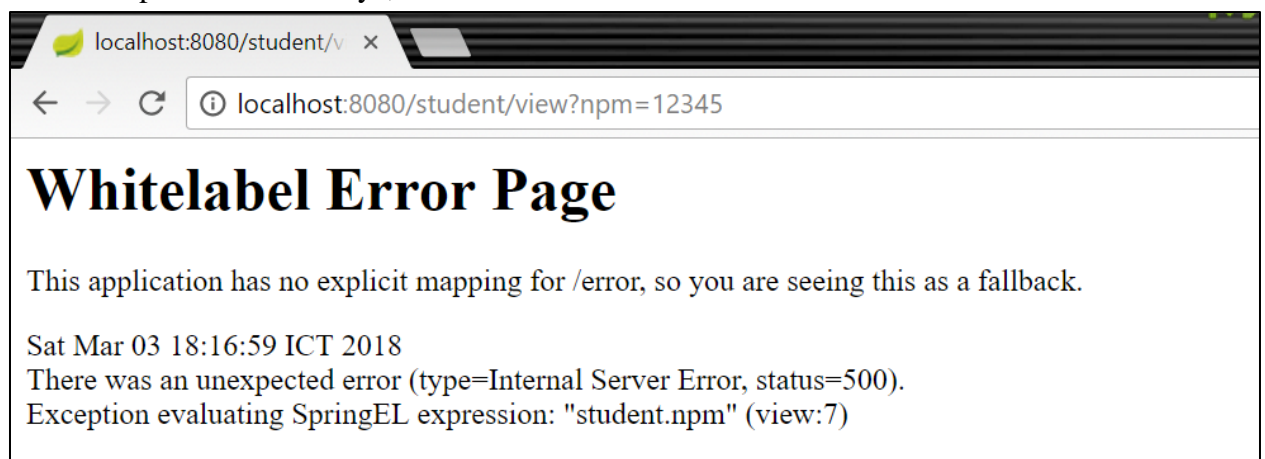 localhost:8080/student/v
localhost:8080/student/view?npm=12345
Whitelabel Error Page
This application has no explicit mapping for /error, so you are seeing this as a fallback.
Sat Mar 03 18:16:59 ICT 2018
There was an unexpected error (type=Internal Server Error, status=500).
Exception evaluating SpringEL expression: "student.npm" (view:7)